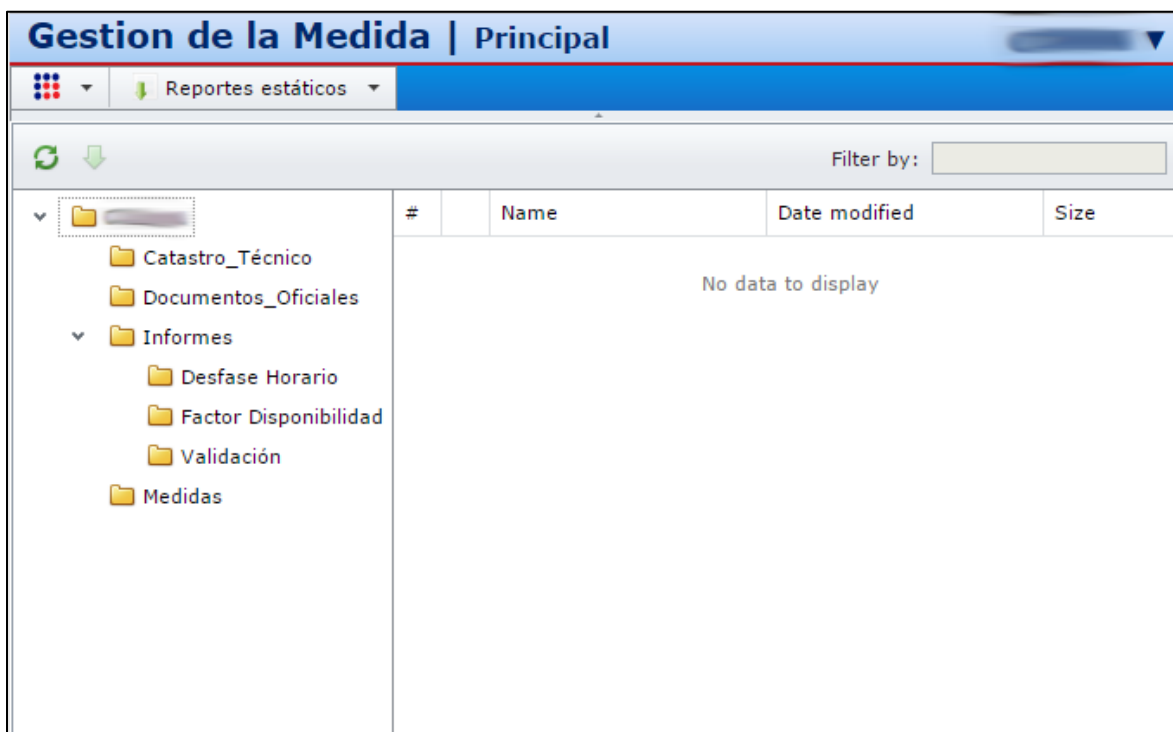 Gestion de la Medida | Principal
Reportes estáticos
Filter by:
# Name Date modified Size
No data to display
Catastro_Técnico
Documentos_Oficiales
Informes
Desfase Horario
Factor Disponibilidad
Validación
Medidas